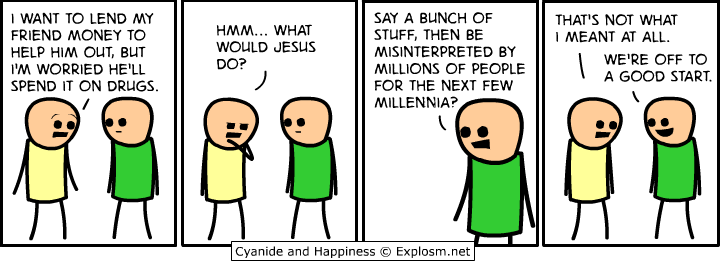 I WANT TO LEND MY
FRIEND MONEY TO
HELP HIM OUT, BUT
I'M WORRIED HE'LL
SPEND IT ON DRUGS.
HMM... WHAT
WOULD JESUS
DO?
SAY A BUNCH OF
STUFF, THEN BE
MISINTERPRETED BY
MILLIONS OF PEOPLE
FOR THE NEXT FEW
MILLENNIA?
THAT'S NOT WHAT
I MEANT AT ALL.
WE'RE OFF TO
A GOOD START.
Cyanide and Happiness © Explosm.net